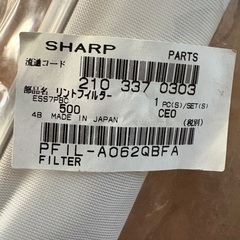 SHARP PARTS
流通コード
210 337 0303
部品名 リントフィルター
ESS7PBC 1 PC(S)/SET(S)
500 CEO (税別)
4B MADE IN JAPAN
PFIL-A062QBFA
FILTER